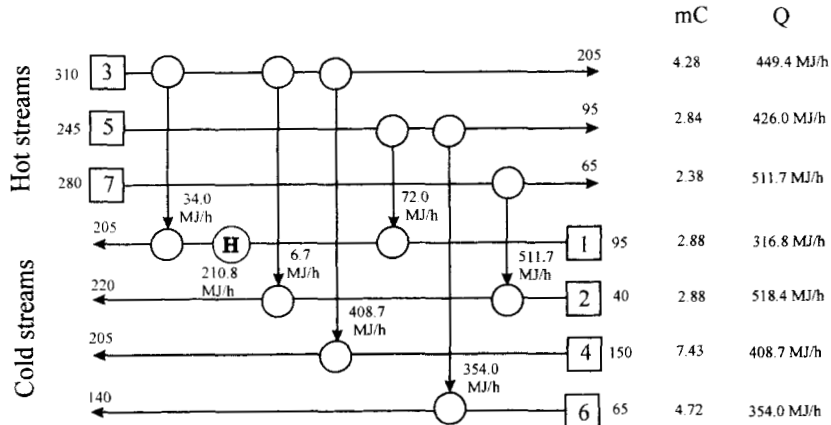 mC Q
Hot streams
310 3 205 4.28 449.4 MJ/h
245 5 95 2.84 426.0 MJ/h
280 7 65 2.38 511.7 MJ/h
34.0
MJ/h
72.0
MJ/h
205 H 1 95 2.88 316.8 MJ/h
210.8
MJ/h
6.7
MJ/h
511.7
MJ/h
Cold streams
220 2 40 2.88 518.4 MJ/h
408.7
MJ/h
205 4 150 7.43 408.7 MJ/h
354.0
MJ/h
140 6 65 4.72 354.0 MJ/h